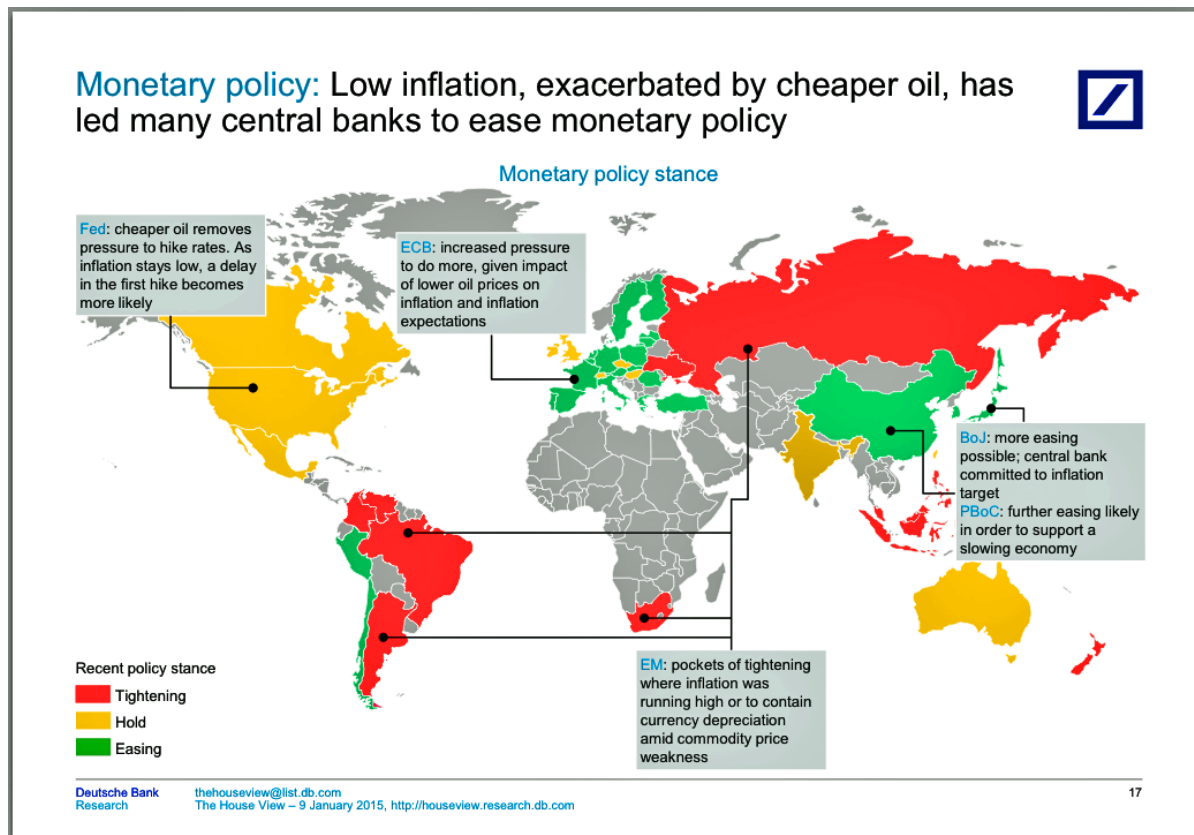 Monetary policy: Low inflation, exacerbated by cheaper oil, has
led many central banks to ease monetary policy
Monetary policy stance
Fed: cheaper oil removes
pressure to hike rates. As
inflation stays low, a delay
in the first hike becomes
more likely
ECB: increased pressure
to do more, given impact
of lower oil prices on
inflation and inflation
expectations
BoJ: more easing
possible; central bank
committed to inflation
target
PBoC: further easing likely
in order to support a
slowing economy
EM: pockets of tightening
where inflation was
running high or to contain
currency depreciation
amid commodity price
weakness
Recent policy stance
Tightening
Hold
Easing
Deutsche Bank
Research
thehouseview@list.db.com
The House View – 9 January 2015, http://houseview.research.db.com
17